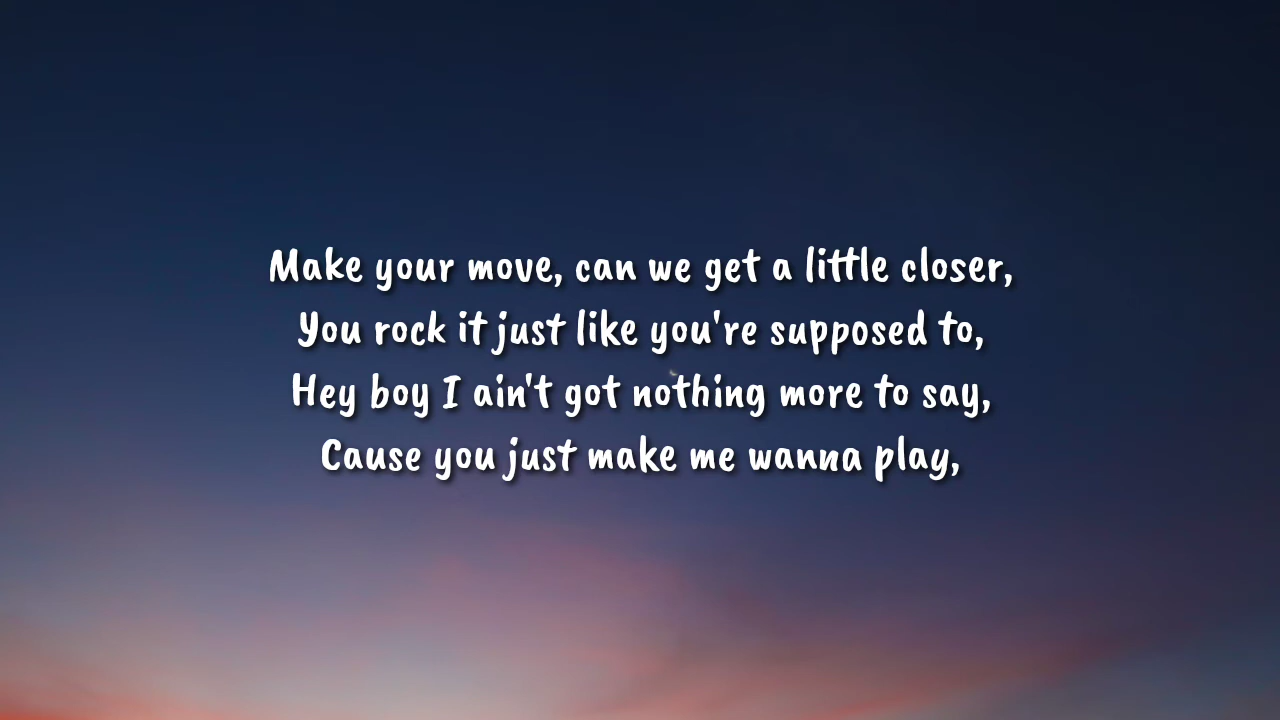 Make your move, can we get a little closer,
You rock it just like you're supposed to,
Hey boy I ain't got nothing more to say,
Cause you just make me wanna play,